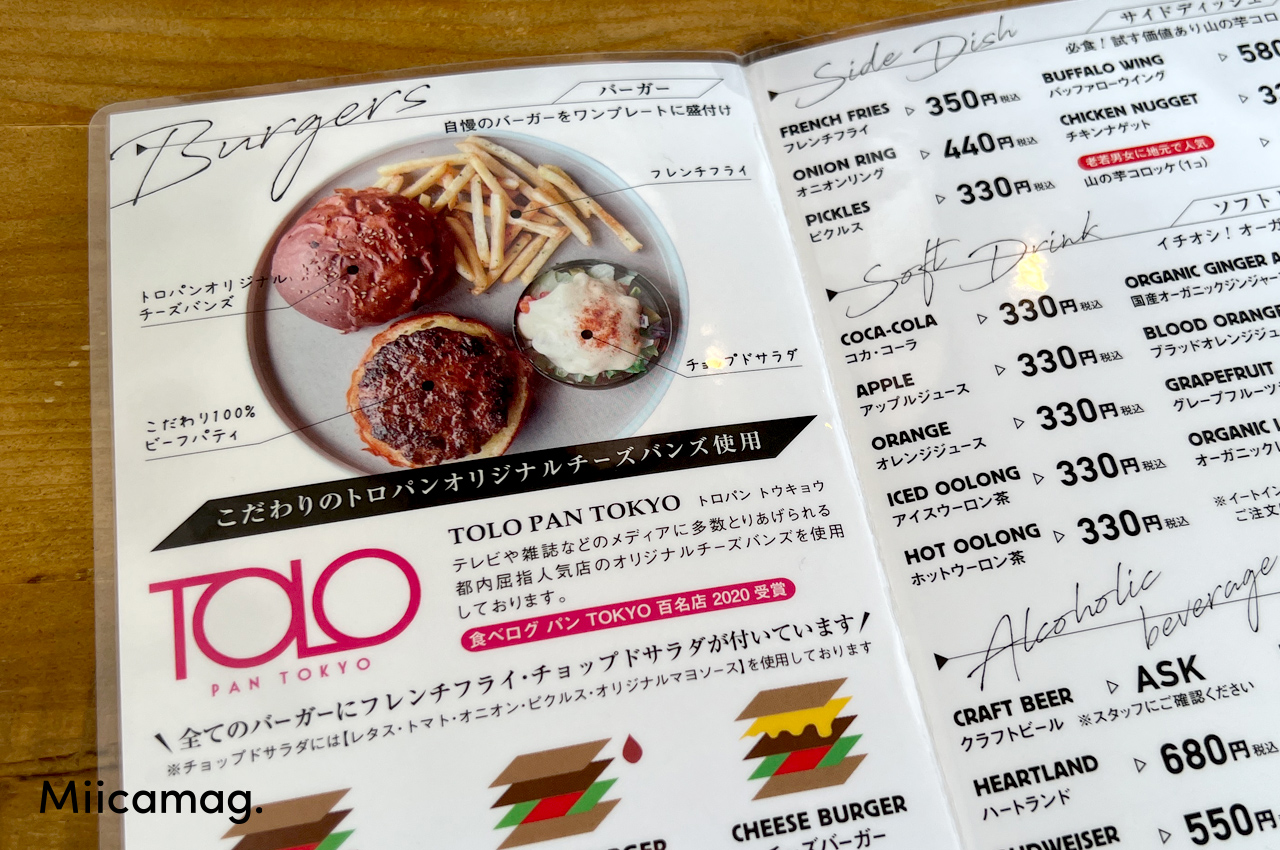 Burgers
バーガー
自慢のバーガーをワンプレートに盛付け
フレンチフライ
トロパンオリジナル
チーズバンズ
チョップドサラダ
こだわり100%
ビーフパティ
こだわりのトロパンオリジナルチーズバンズ使用
TOLO
PAN TOKYO
TOLO PAN TOKYO トロパン トウキョウ
テレビや雑誌などのメディアに多数とりあげられる
都内屈指人気店のオリジナルチーズバンズを使用
しております。
食べログ パン TOKYO 百名店 2020 受賞
\ 全てのバーガーにフレンチフライ・チョップドサラダが付いています /
※チョップドサラダには【レタス・トマト・オニオン・ピクルス・オリジナルマヨソース】を使用しております
CHEESE BURGER
チーズバーガー
Side Dish
サイドディッシュ
必食！試す価値あり山の芋コロ
FRENCH FRIES ▷ 350円税込
フレンチフライ
ONION RING ▷ 440円税込
オニオンリング
PICKLES ▷ 330円税込
ピクルス
BUFFALO WING ▷ 580
バッファローウイング
CHICKEN NUGGET ▷
チキンナゲット
老若男女に地元で人気
山の芋コロッケ(1コ) ▷
Soft Drink
ソフト
イチオシ！オーガ
COCA-COLA ▷ 330円税込
コカ・コーラ
APPLE ▷ 330円税込
アップルジュース
ORANGE ▷ 330円税込
オレンジジュース
ICED OOLONG ▷ 330円税込
アイスウーロン茶
HOT OOLONG ▷ 330円税込
ホットウーロン茶
ORGANIC GINGER A
国産オーガニックジンジャー
BLOOD ORANGE
ブラッドオレンジジュ
GRAPEFRUIT
グレープフルーツ
ORGANIC
オーガニックレ
※イートイン
ご注文
Alcoholic
beverage
CRAFT BEER ▷ ASK
クラフトビール ※スタッフにご確認ください
HEARTLAND ▷ 680円税込
ハートランド
UDWEISER ▷ 550円税込
Miicamag.